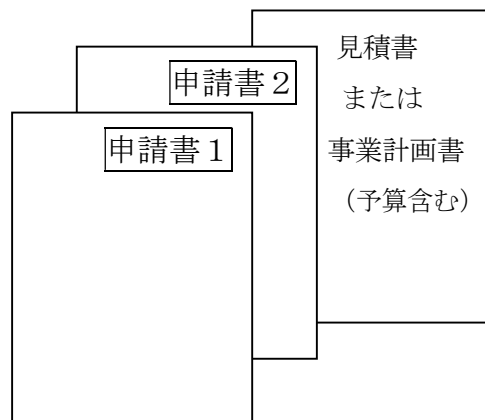 見積書
または
申請書２
事業計画書
申請書１
（予算含む）